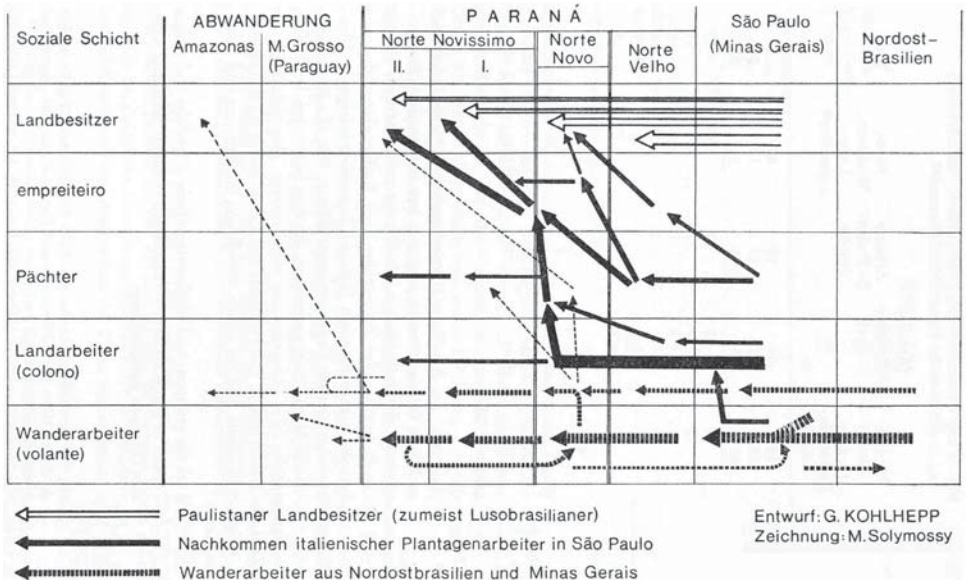 Soziale Schicht
ABWANDERUNG
Amazonas
M. Grosso
(Paraguay)
PARANÁ
Norte Novissimo
II.
I.
Norte
Novo
Norte
Velho
São Paulo
(Minas Gerais)
Nordost-
Brasilien
Landbesitzer
empreiteiro
Pächter
Landarbeiter
(colono)
Wanderarbeiter
(volante)
Paulistaner Landbesitzer (zumeist Lusobrasilianer)
Nachkommen italienischer Plantagenarbeiter in São Paulo
Wanderarbeiter aus Nordostbrasilien und Minas Gerais
Entwurf: G. KOHLHEPP
Zeichnung: M. Solymossy